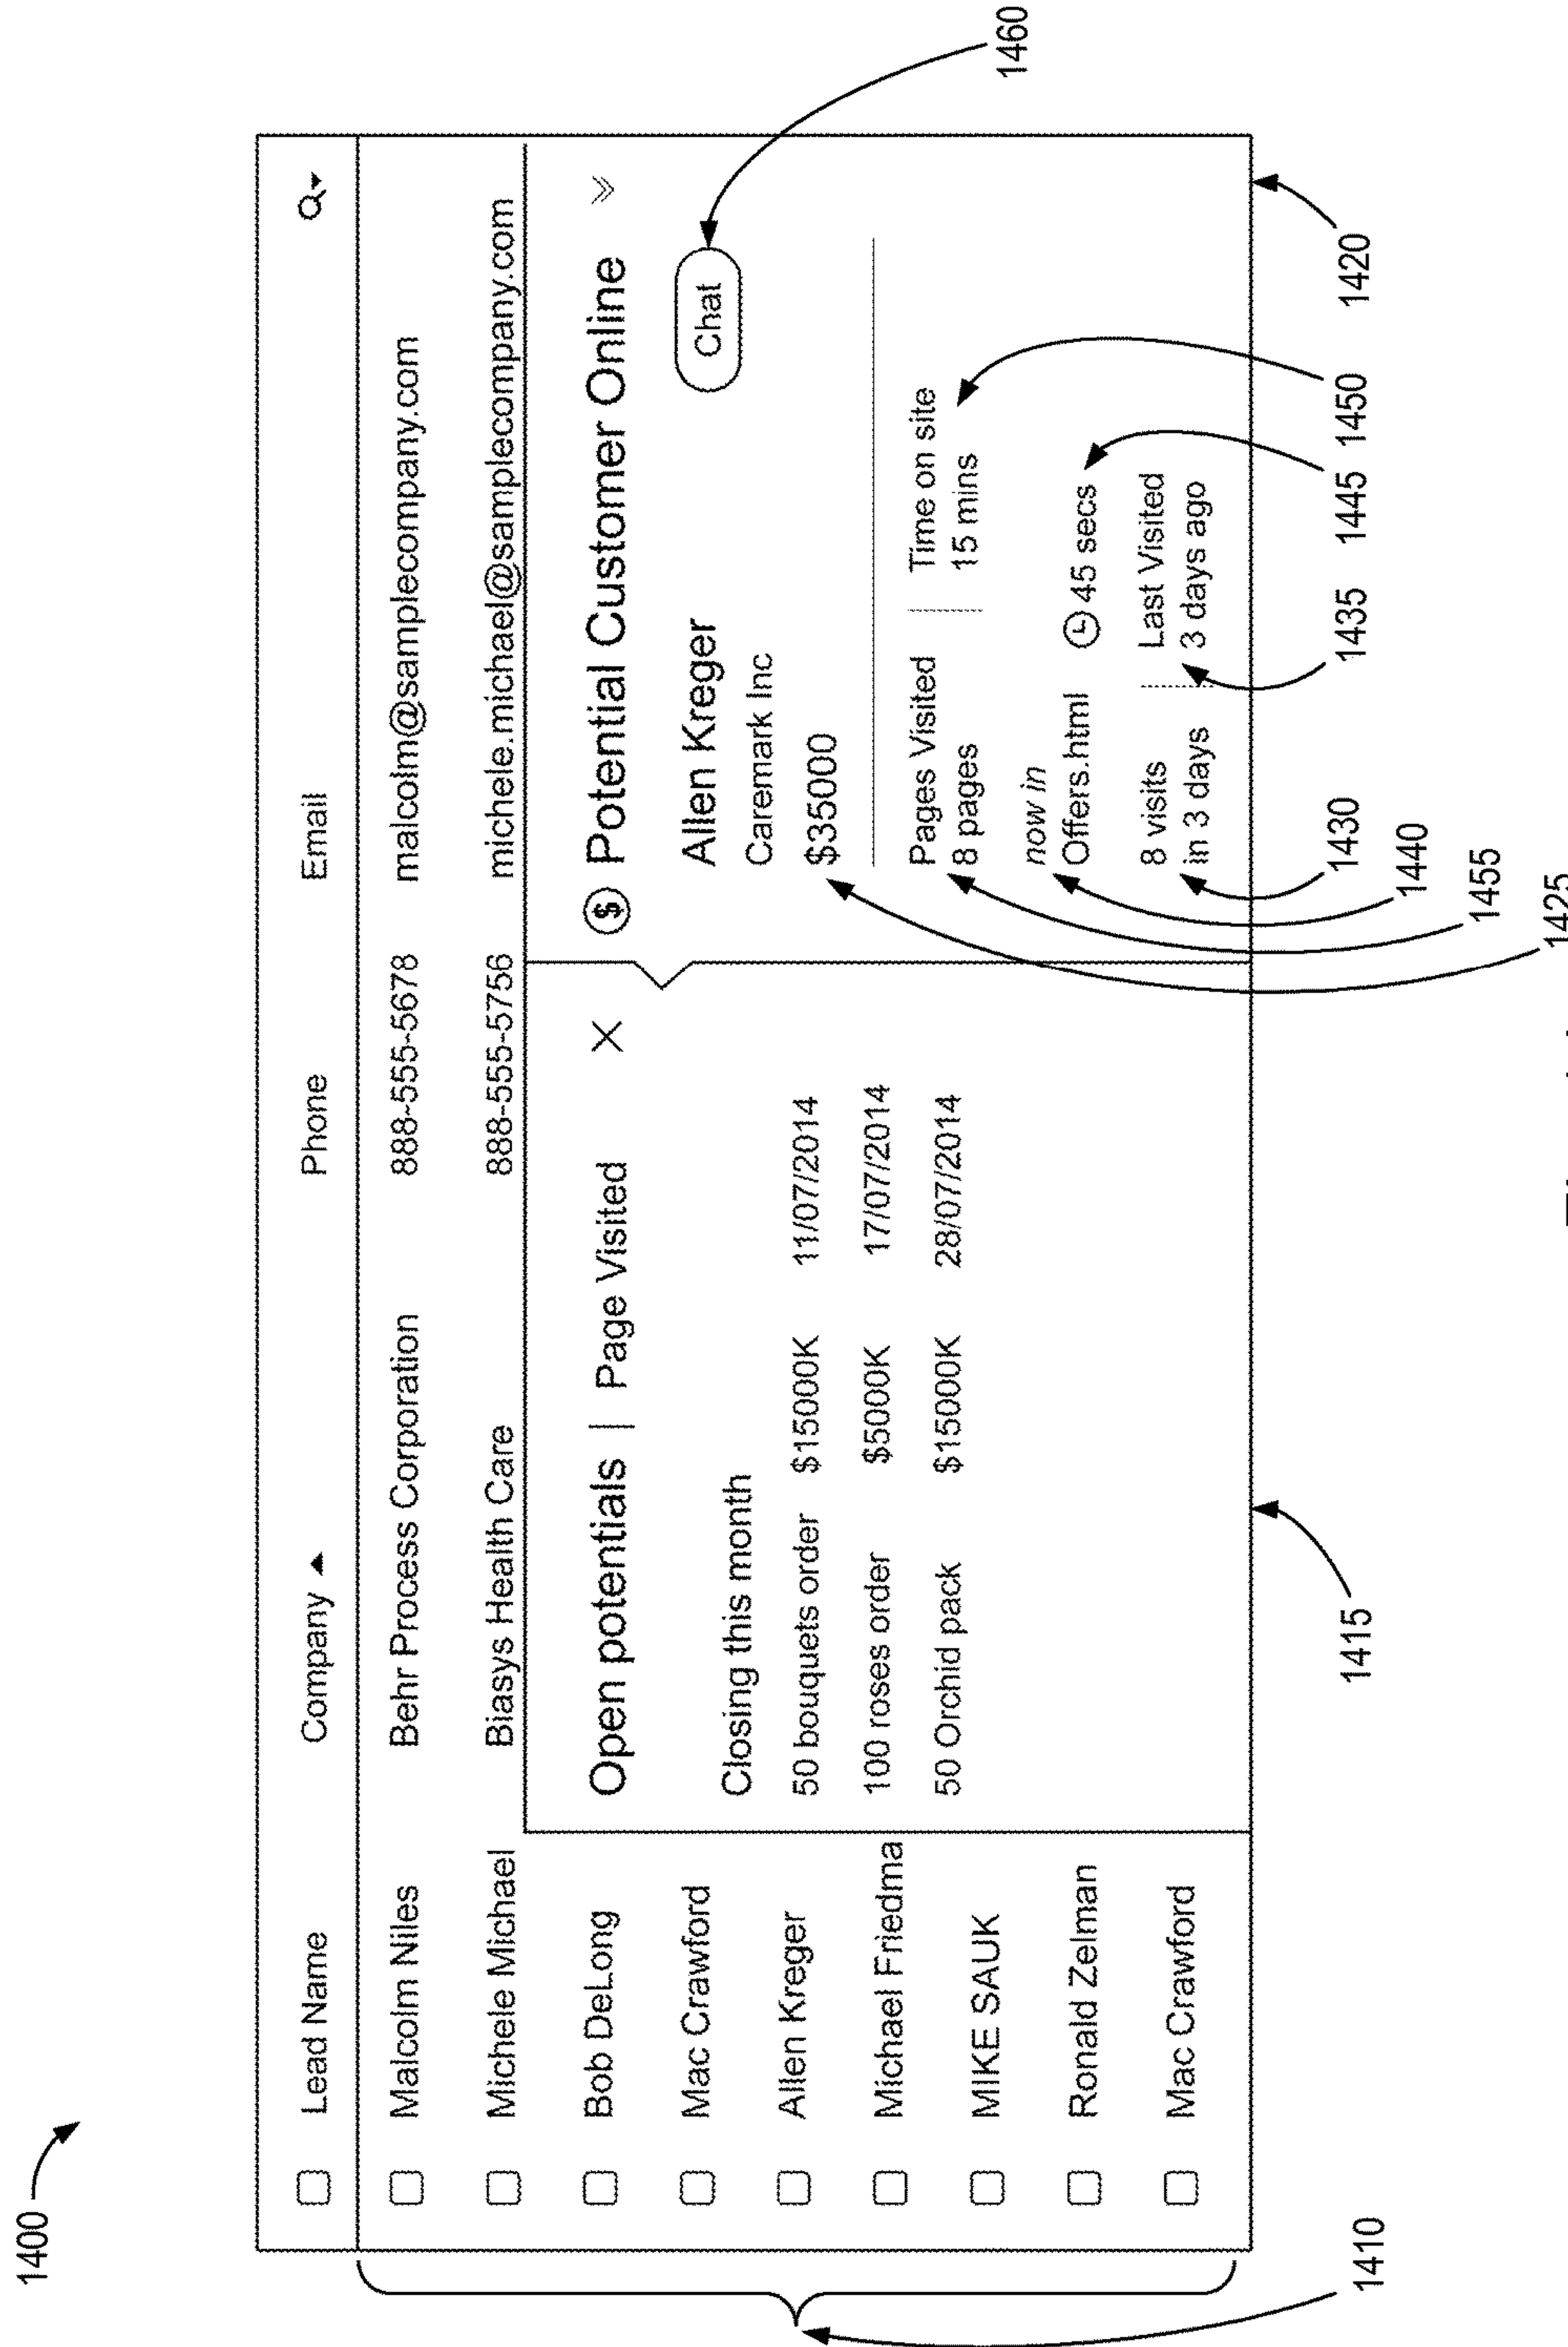 1400
Lead Name Company Phone Email
Malcolm Niles Behr Process Corporation 888-555-5678 malcolm@samplecompany.com
Michele Michael Biasys Health Care 888-555-5756 michele.michael@samplecompany.com
Bob DeLong
Mac Crawford
Allen Kreger
Michael Friedma
MIKE SAUK
Ronald Zelman
Mac Crawford
Open potentials | Page Visited X
Closing this month
50 bouquets order $15000K 11/07/2014
100 roses order $5000K 17/07/2014
50 Orchid pack $15000K 28/07/2014
$ Potential Customer Online
Allen Kreger
Chat
Caremark Inc
$35000
Pages Visited Time on site
8 pages 15 mins
now in
Offers.html 45 secs
8 visits Last Visited
in 3 days 3 days ago
1460
1410
1415
1430
1435
1445
1450
1420
1440
1455
1425